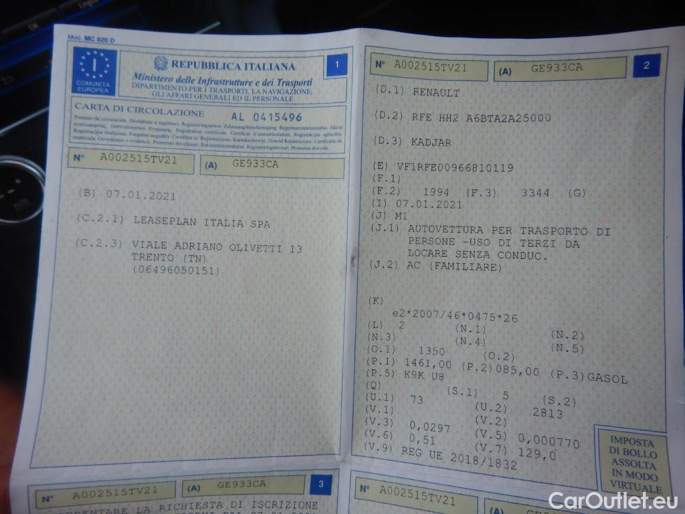 Mod. MC 820 D
I
COMUNITÀ
EUROPEA
REPUBBLICA ITALIANA
1
Ministero delle Infrastrutture e dei Trasporti
DIPARTIMENTO PER I TRASPORTI, LA NAVIGAZIONE,
GLI AFFARI GENERALI ED IL PERSONALE
CARTA DI CIRCOLAZIONE
AL 0415496
N° A002515TV21 (A) GE933CA
(B) 07.01.2021
(C.2.1) LEASEPLAN ITALIA SPA
(C.2.3) VIALE ADRIANO OLIVETTI 13
TRENTO (TN)
(06496050151)
N° A002515TV21 (A) GE933CA 2
(D.1) RENAULT
(D.2) RFE HH2 A6BTA2A25000
(D.3) KADJAR
(E) VF1RFE00966810119
(F.1)
(F.2) 1994 (F.3) 3344 (G)
(I) 07.01.2021
(J) M1
(J.1) AUTOVETTURA PER TRASPORTO DI
PERSONE -USO DI TERZI DA
LOCARE SENZA CONDUC.
(J.2) AC (FAMILIARE)
(K)
e2*2007/46*0475*26
(L) 2 (N.1) (N.2)
(N.3) (N.4) (N.5)
(O.1) 1350 (O.2)
(P.1) 1461,00 (P.2)085,00 (P.3)GASOL
(P.5) K9K U8
(Q) (S.1) 5 (S.2)
(U.1) 73 (U.2) 2813
(V.1) (V.2)
(V.3) 0,0297 (V.5) 0,000770
(V.6) 0,51 (V.7) 129,0
(V.9) REG UE 2018/1832
IMPOSTA
DI BOLLO
ASSOLTA
IN MODO
VIRTUALE
N° A002515TV21 (A) GE933CA 3
LA RICHIESTA DI ISCRIZIONE
N° A002515TV21 (A) GE933CA
CarOutlet.eu